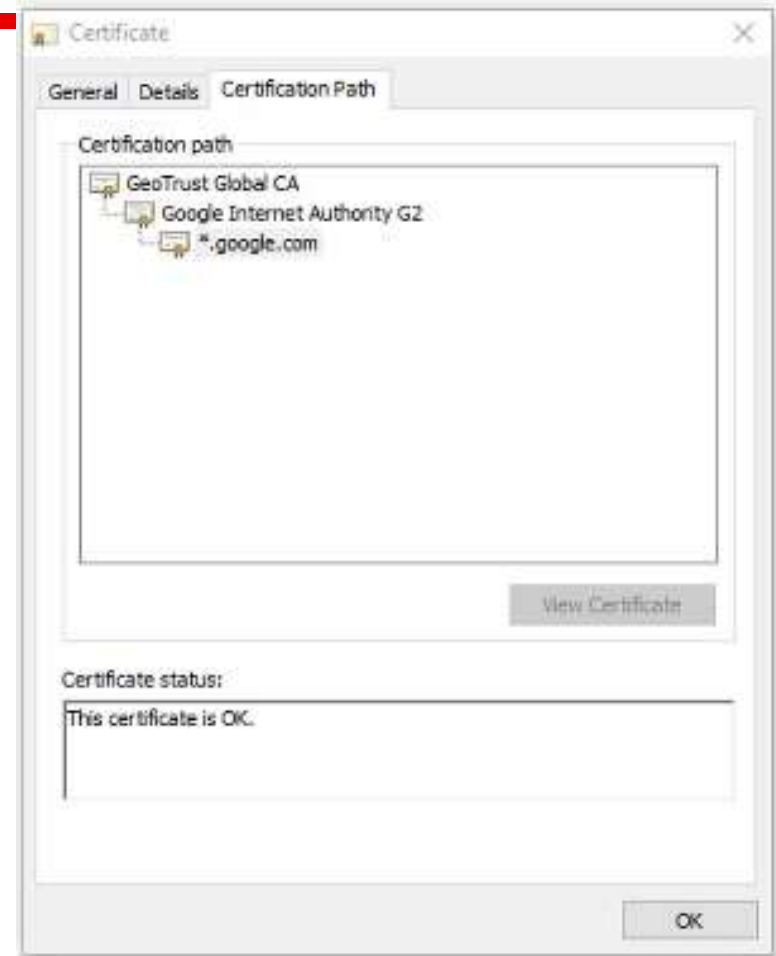 Certificate
General Details Certification Path
Certification path
GeoTrust Global CA
Google Internet Authority G2
*.google.com
View Certificate
Certificate status:
This certificate is OK.
OK